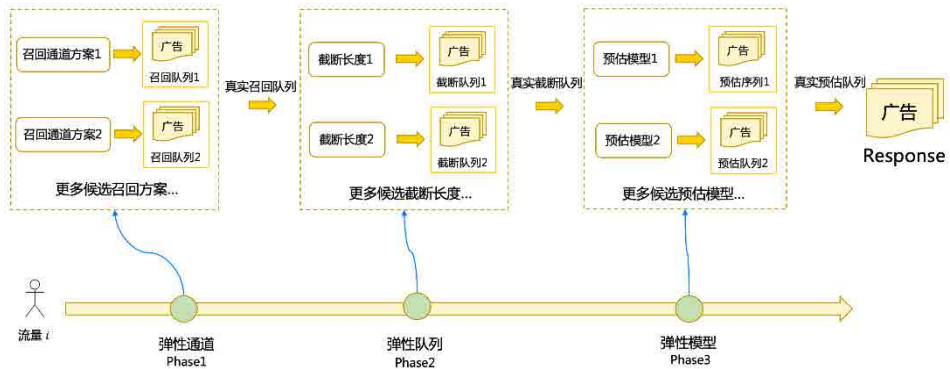 召回通道方案1
广告
召回队列1
召回通道方案2
广告
召回队列2
更多候选召回方案...
真实召回队列
截断长度1
广告
截断队列1
截断长度2
广告
截断队列2
更多候选截断长度...
真实截断队列
预估模型1
广告
预估序列1
预估模型2
广告
预估队列2
更多候选预估模型...
真实预估队列
广告
Response
流量 i
弹性通道
Phase1
弹性队列
Phase2
弹性模型
Phase3